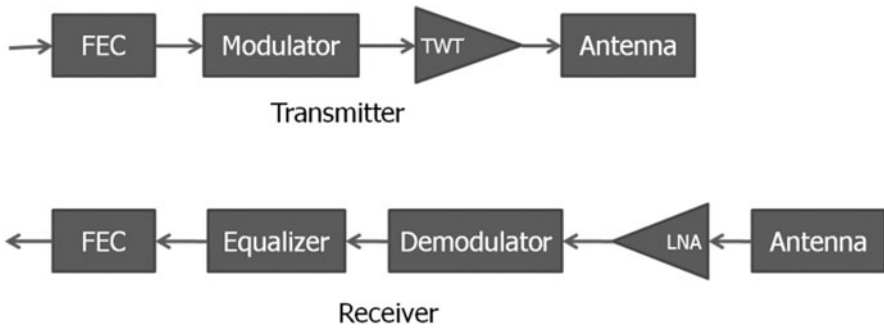 FEC Modulator TWT Antenna
Transmitter
FEC Equalizer Demodulator LNA Antenna
Receiver